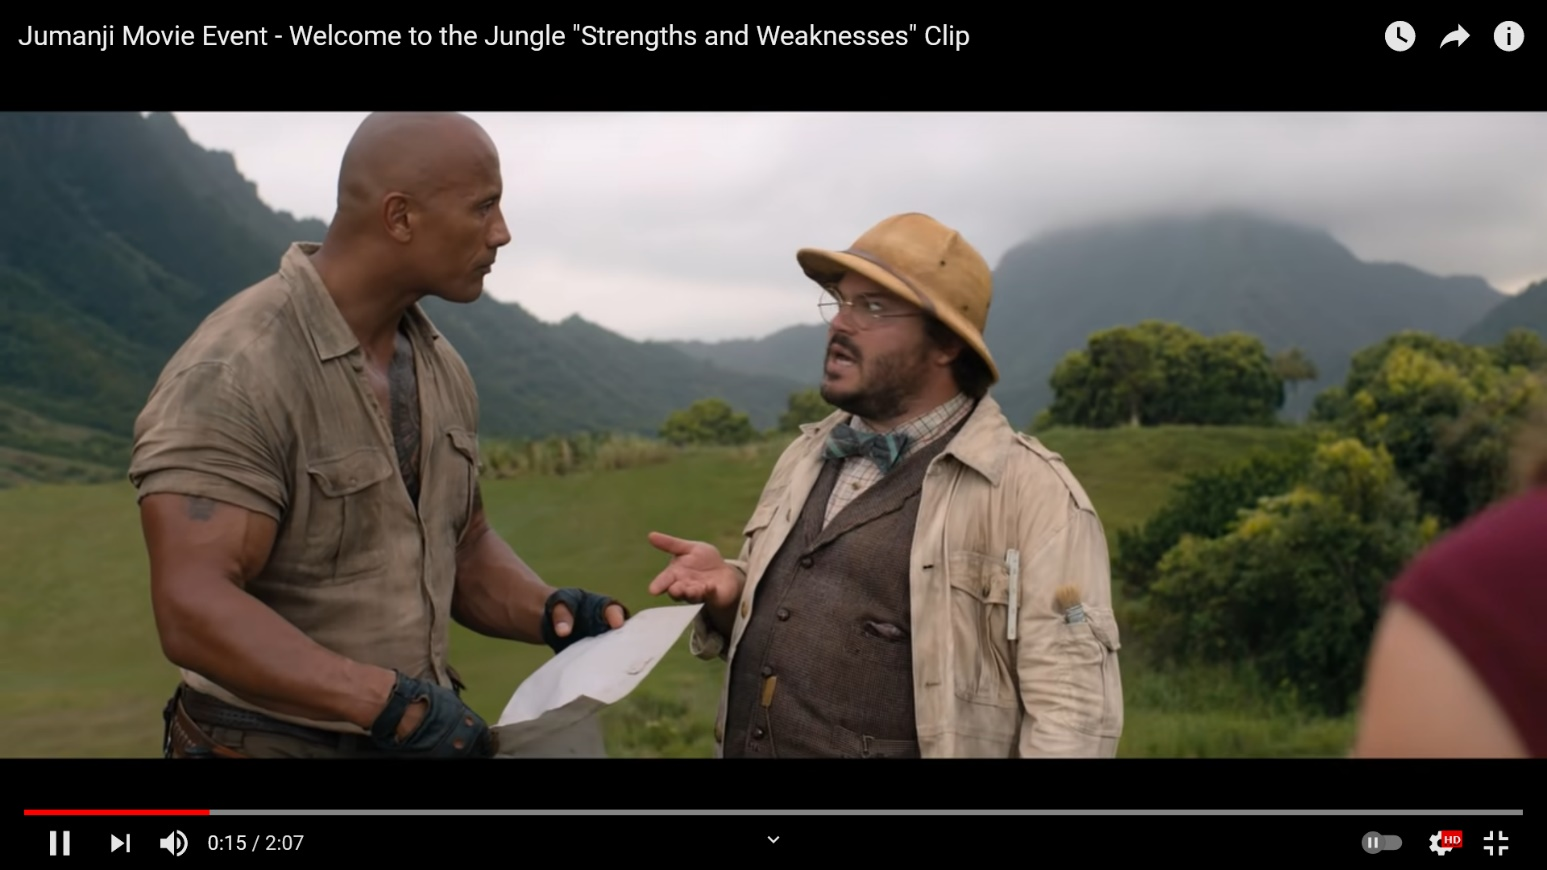 Jumanji Movie Event - Welcome to the Jungle "Strengths and Weaknesses" Clip
0:15 / 2:07
HD